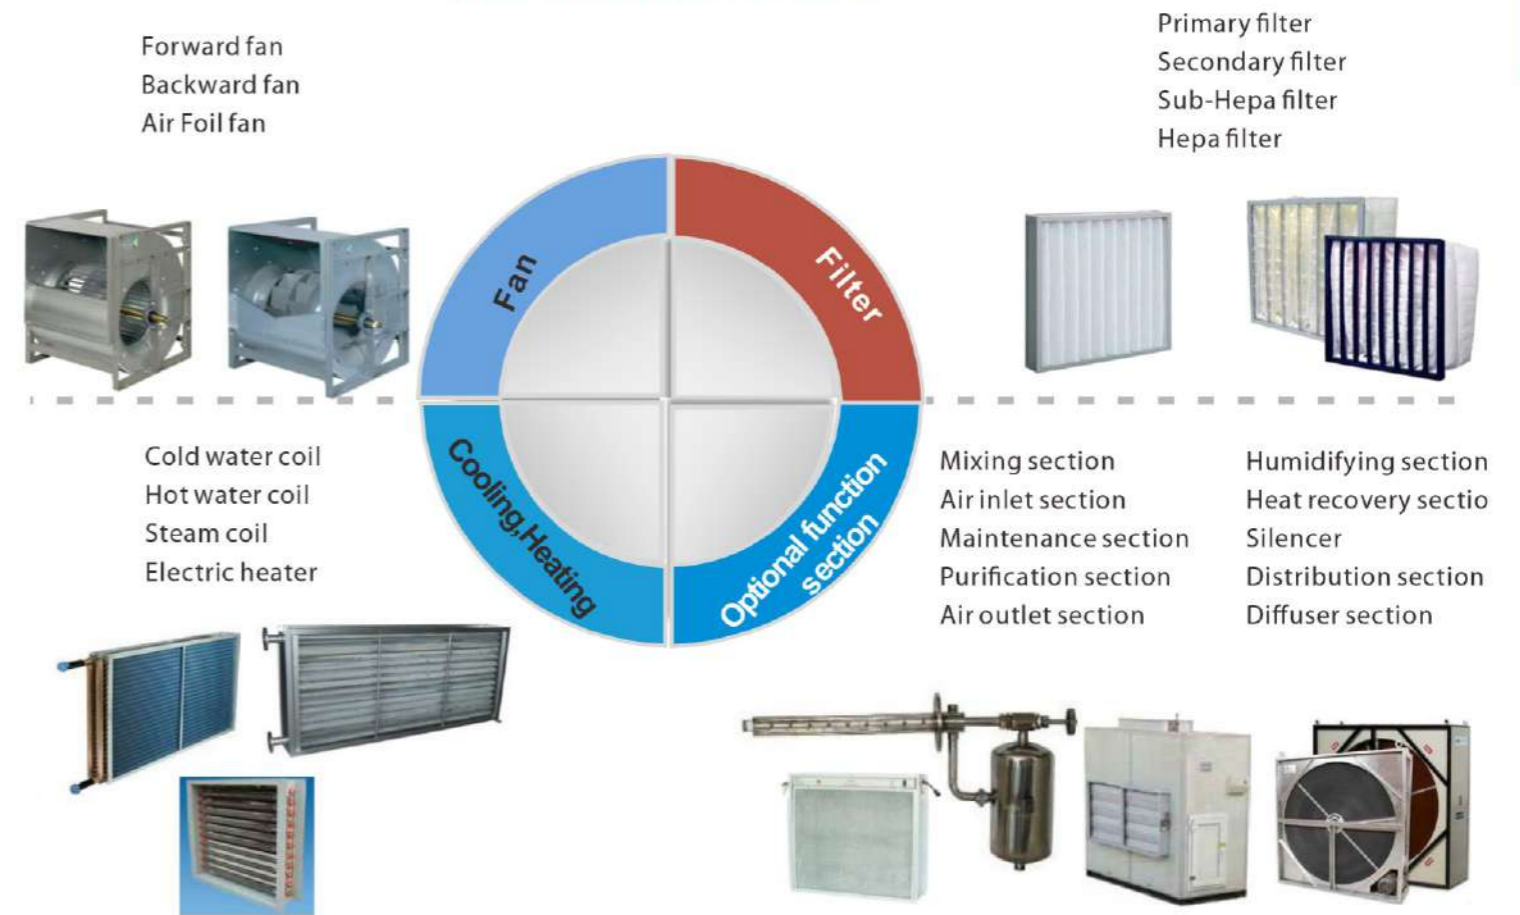 Forward fan
Backward fan
Air Foil fan
Primary filter
Secondary filter
Sub-Hepa filter
Hepa filter
Fan
Filter
Cooling,Heating
Optional function
section
Cold water coil
Hot water coil
Steam coil
Electric heater
Mixing section
Air inlet section
Maintenance section
Purification section
Air outlet section
Humidifying section
Heat recovery sectio
Silencer
Distribution section
Diffuser section